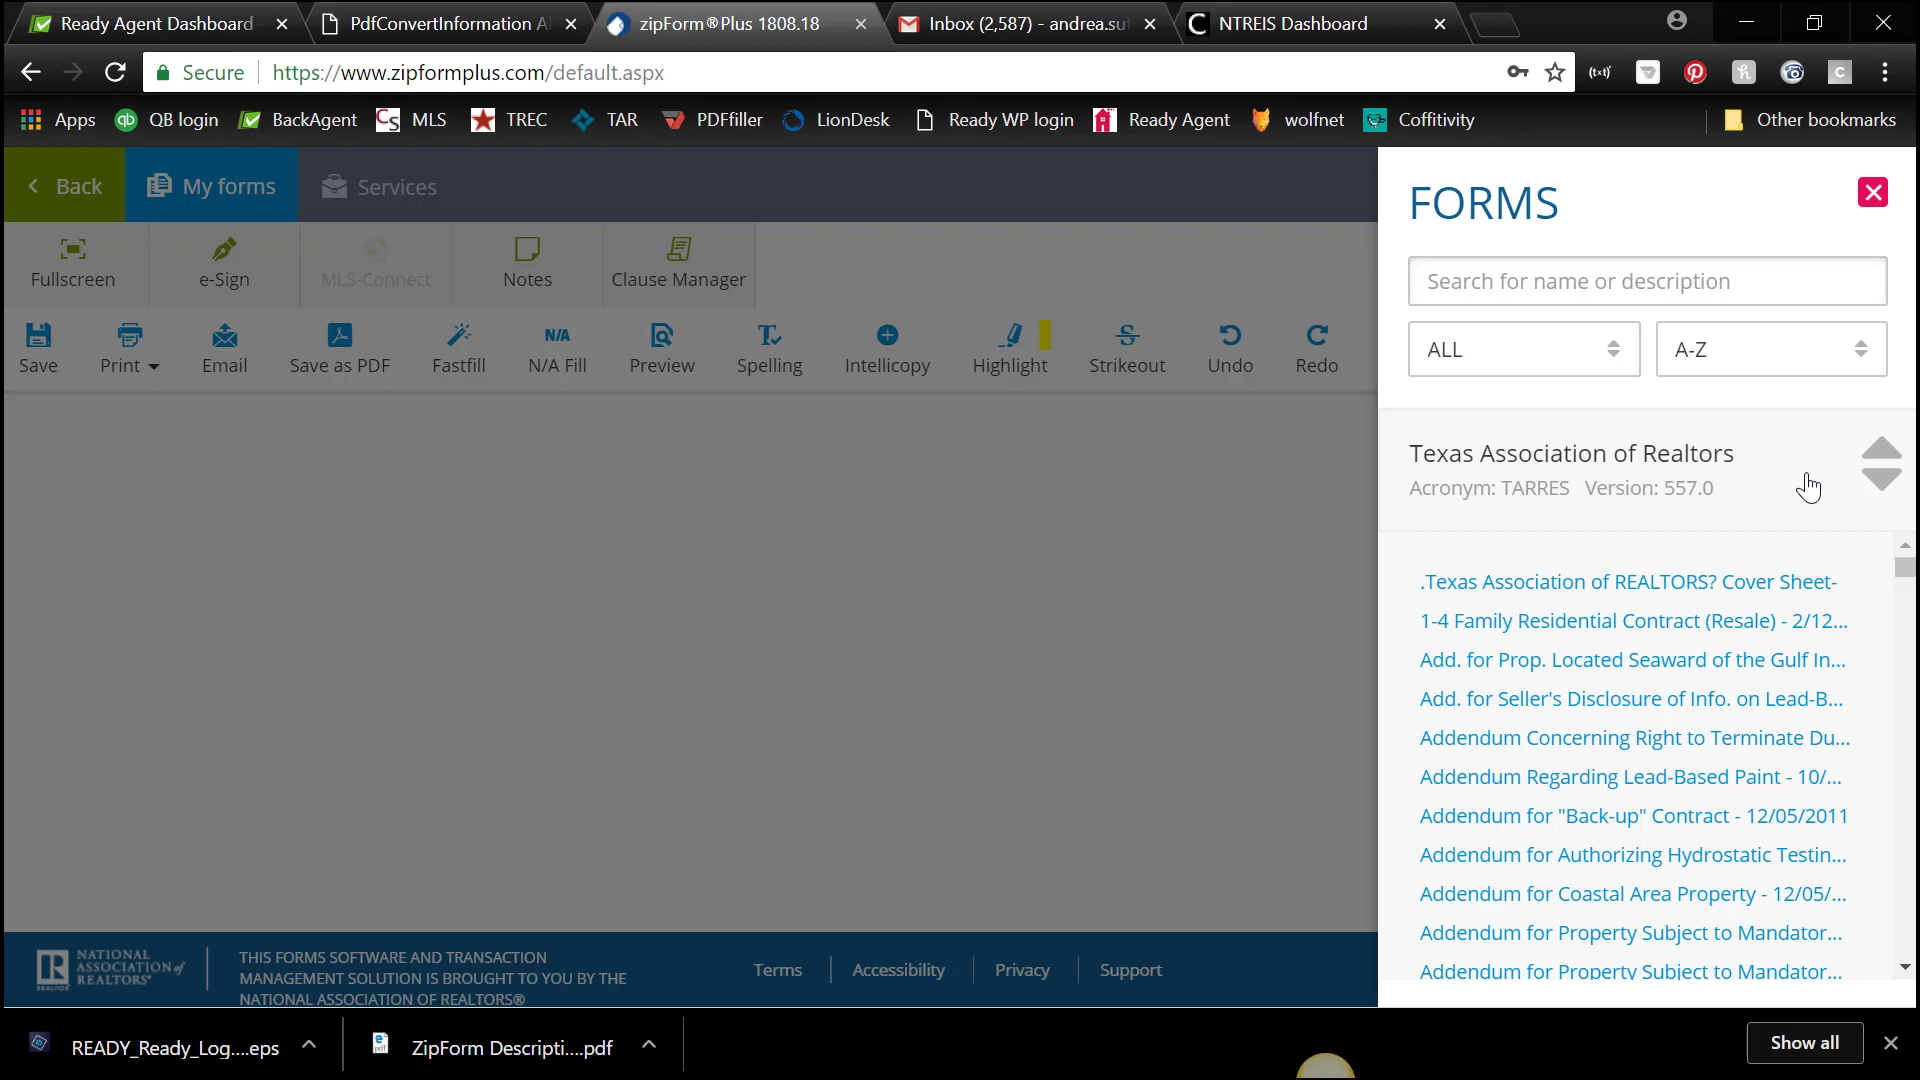 Ready Agent Dashboard
PdfConvertInformation A
zipForm®Plus 1808.18
Inbox (2,587) - andrea.sut
NTREIS Dashboard
Secure
https://www.zipformplus.com/default.aspx
Apps
QB login
BackAgent
MLS
TREC
TAR
PDFfiller
LionDesk
Ready WP login
Ready Agent
wolfnet
Coffitivity
Other bookmarks
Back
My forms
Services
Fullscreen
e-Sign
MLS-Connect
Notes
Clause Manager
Save
Print
Email
Save as PDF
Fastfill
N/A
N/A Fill
Preview
Spelling
Intellicopy
Highlight
Strikeout
Undo
Redo
FORMS
Search for name or description
ALL
A-Z
Texas Association of Realtors
Acronym: TARRES Version: 557.0
.Texas Association of REALTORS? Cover Sheet-
1-4 Family Residential Contract (Resale) - 2/12...
Add. for Prop. Located Seaward of the Gulf In...
Add. for Seller's Disclosure of Info. on Lead-B...
Addendum Concerning Right to Terminate Du...
Addendum Regarding Lead-Based Paint - 10/...
Addendum for "Back-up" Contract - 12/05/2011
Addendum for Authorizing Hydrostatic Testin...
Addendum for Coastal Area Property - 12/05/...
Addendum for Property Subject to Mandator...
Addendum for Property Subject to Mandator...
NATIONAL
ASSOCIATION of
REALTORS®
THIS FORMS SOFTWARE AND TRANSACTION
MANAGEMENT SOLUTION IS BROUGHT TO YOU BY THE
NATIONAL ASSOCIATION OF REALTORS®
Terms
Accessibility
Privacy
Support
READY_Ready_Log....eps
ZipForm Descripti....pdf
Show all